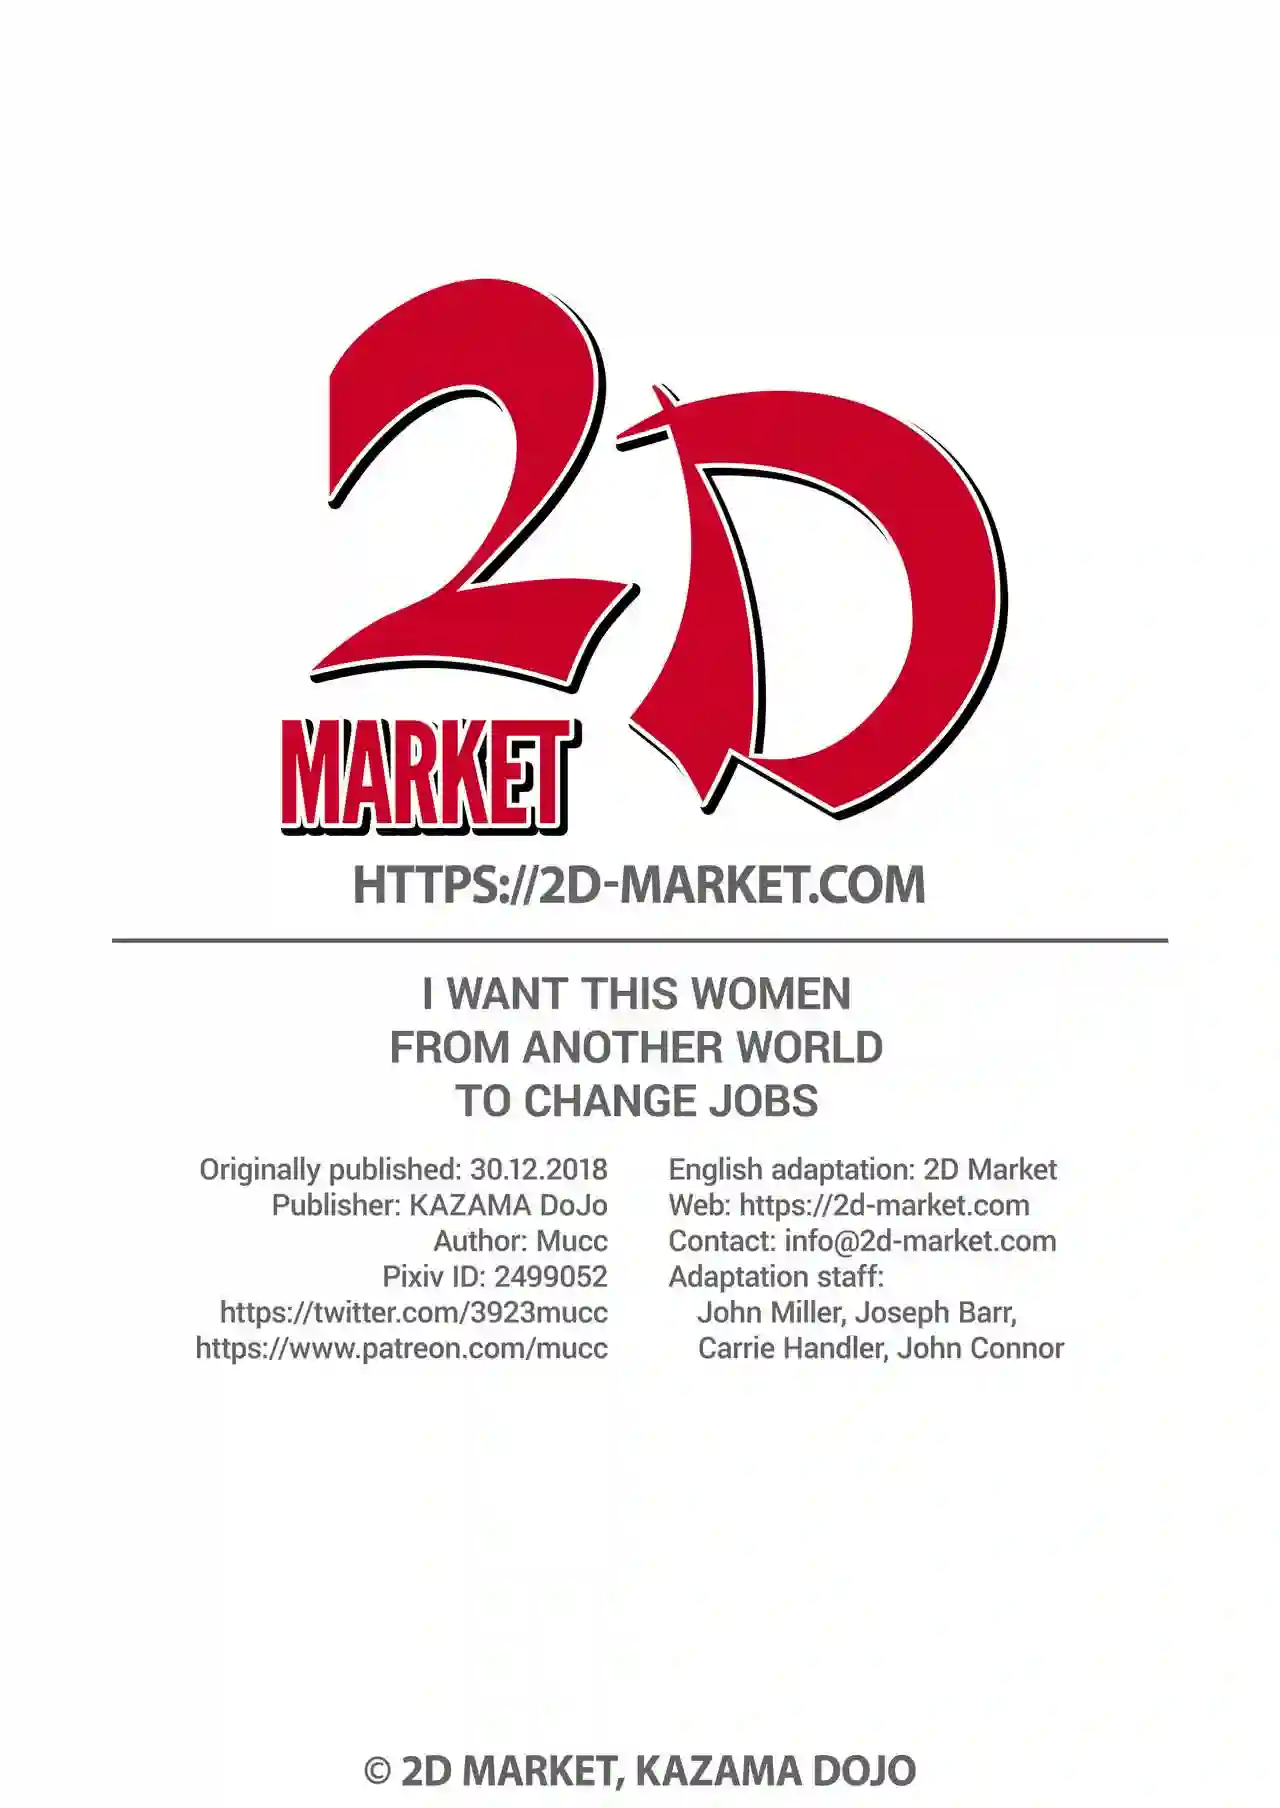 2D
MARKET
HTTPS://2D-MARKET.COM
I WANT THIS WOMEN
FROM ANOTHER WORLD
TO CHANGE JOBS
Originally published: 30.12.2018
Publisher: KAZAMA DoJo
Author: Mucc
Pixiv ID: 2499052
https://twitter.com/3923mucc
https://www.patreon.com/mucc
English adaptation: 2D Market
Web: https://2d-market.com
Contact: info@2d-market.com
Adaptation staff:
John Miller, Joseph Barr,
Carrie Handler, John Connor
© 2D MARKET, KAZAMA DOJO